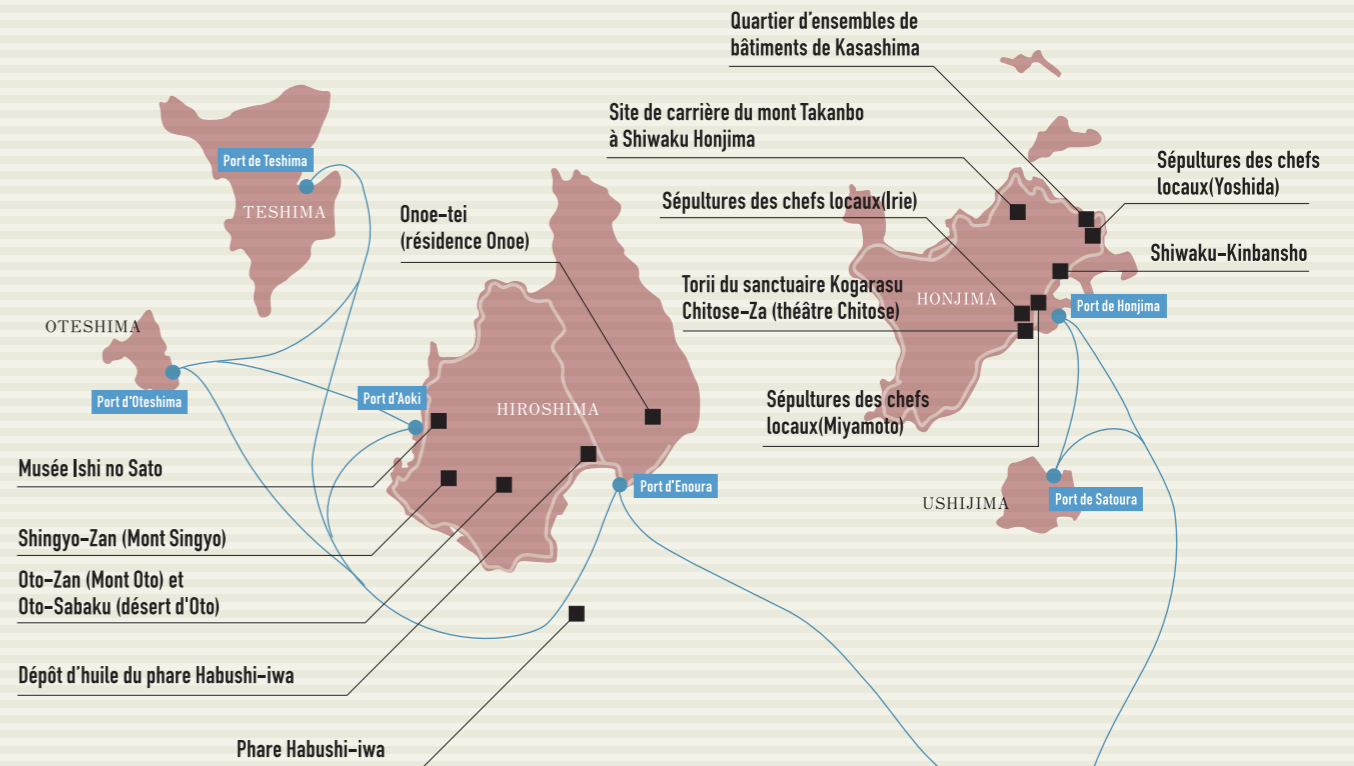 Quartier d'ensembles de
bâtiments de Kasashima
Site de carrière du mont Takanbo
à Shiwaku Honjima
Sépultures des chefs
locaux(Yoshida)
Port de Teshima
TESHIMA
Onoe-tei
(résidence Onoe)
Sépultures des chefs locaux(Irie)
Shiwaku-Kinbansho
Torii du sanctuaire Kogarasu
Chitose-Za (théâtre Chitose)
HONJIMA
Port de Honjima
OTESHIMA
Port d'Oteshima
Port d'Aoki
HIROSHIMA
Sépultures des chefs
locaux(Miyamoto)
Musée Ishi no Sato
Port d'Enoura
USHIJIMA
Port de Satoura
Shingyo-Zan (Mont Singyo)
Oto-Zan (Mont Oto) et
Oto-Sabaku (désert d'Oto)
Dépôt d'huile du phare Habushi-iwa
Phare Habushi-iwa